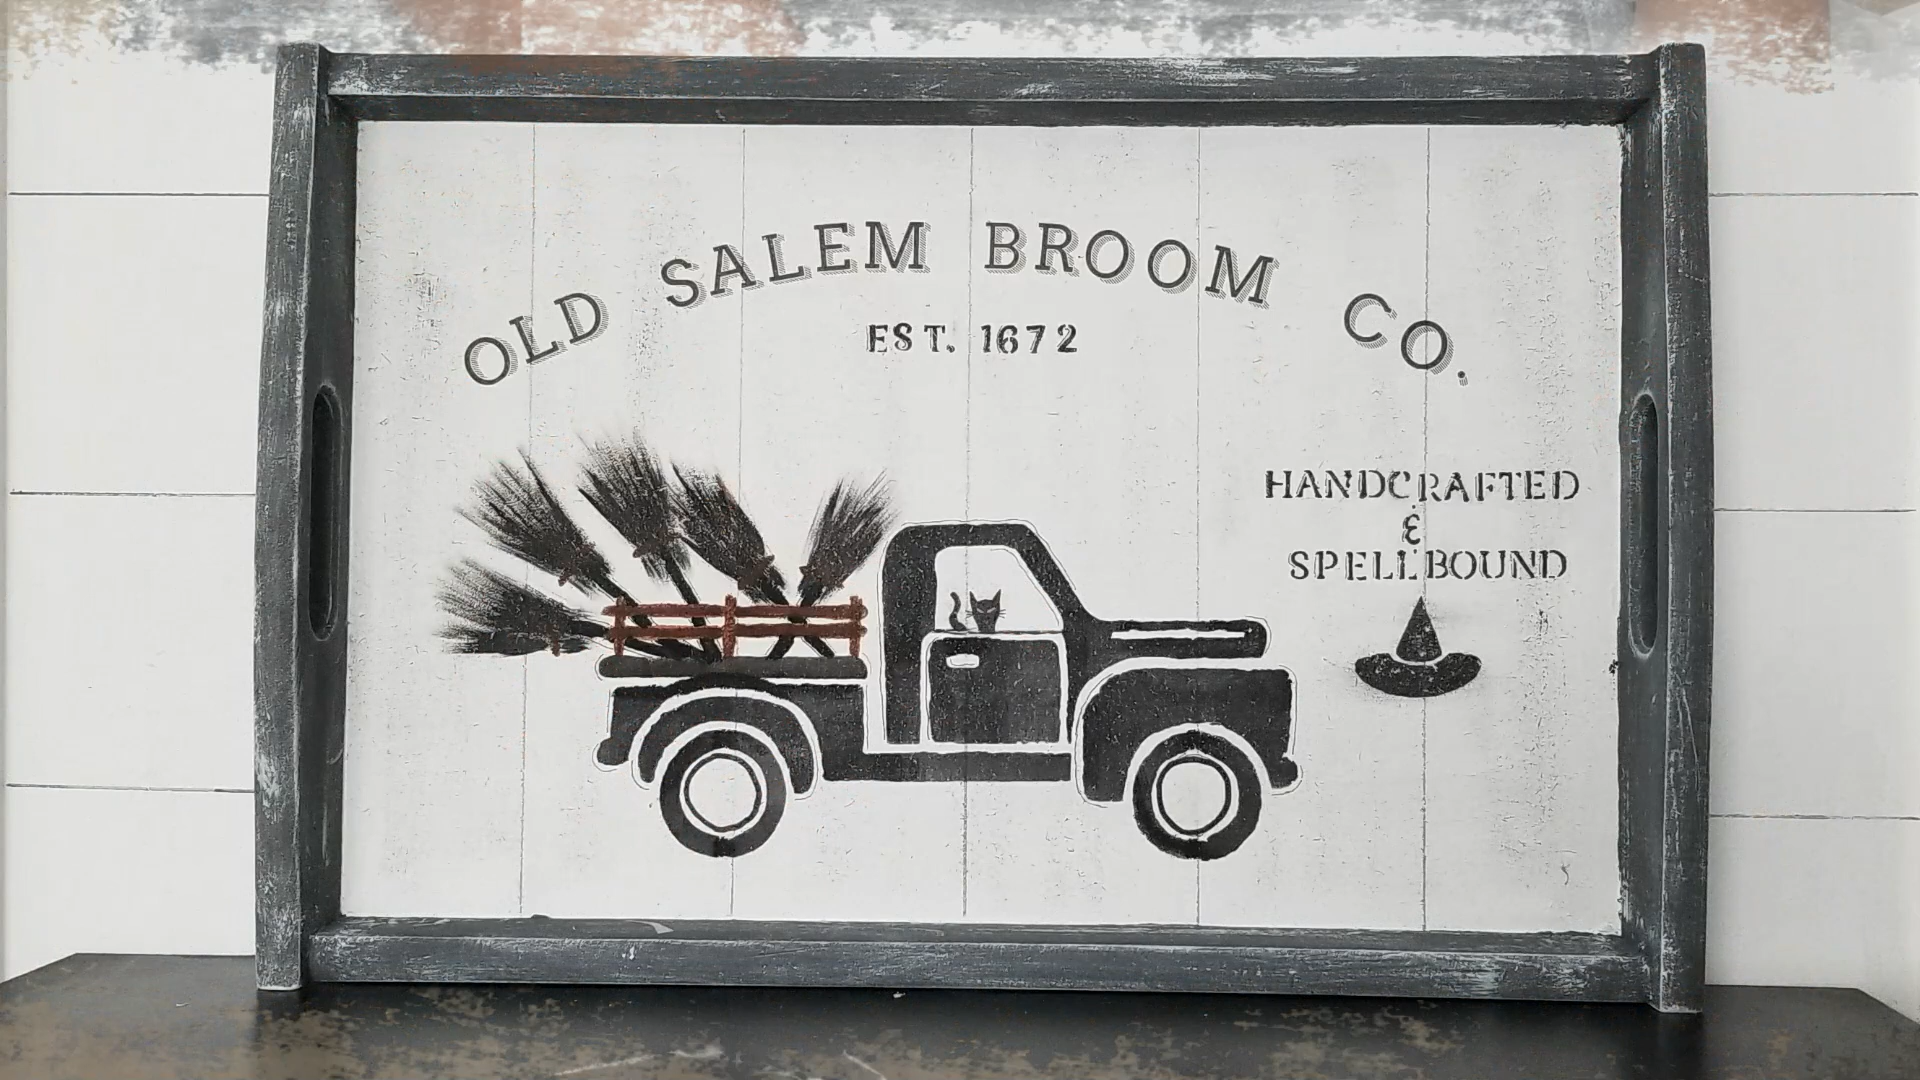 OLD SALEM BROOM CO.
EST. 1672
HANDCRAFTED
&
SPELLBOUND